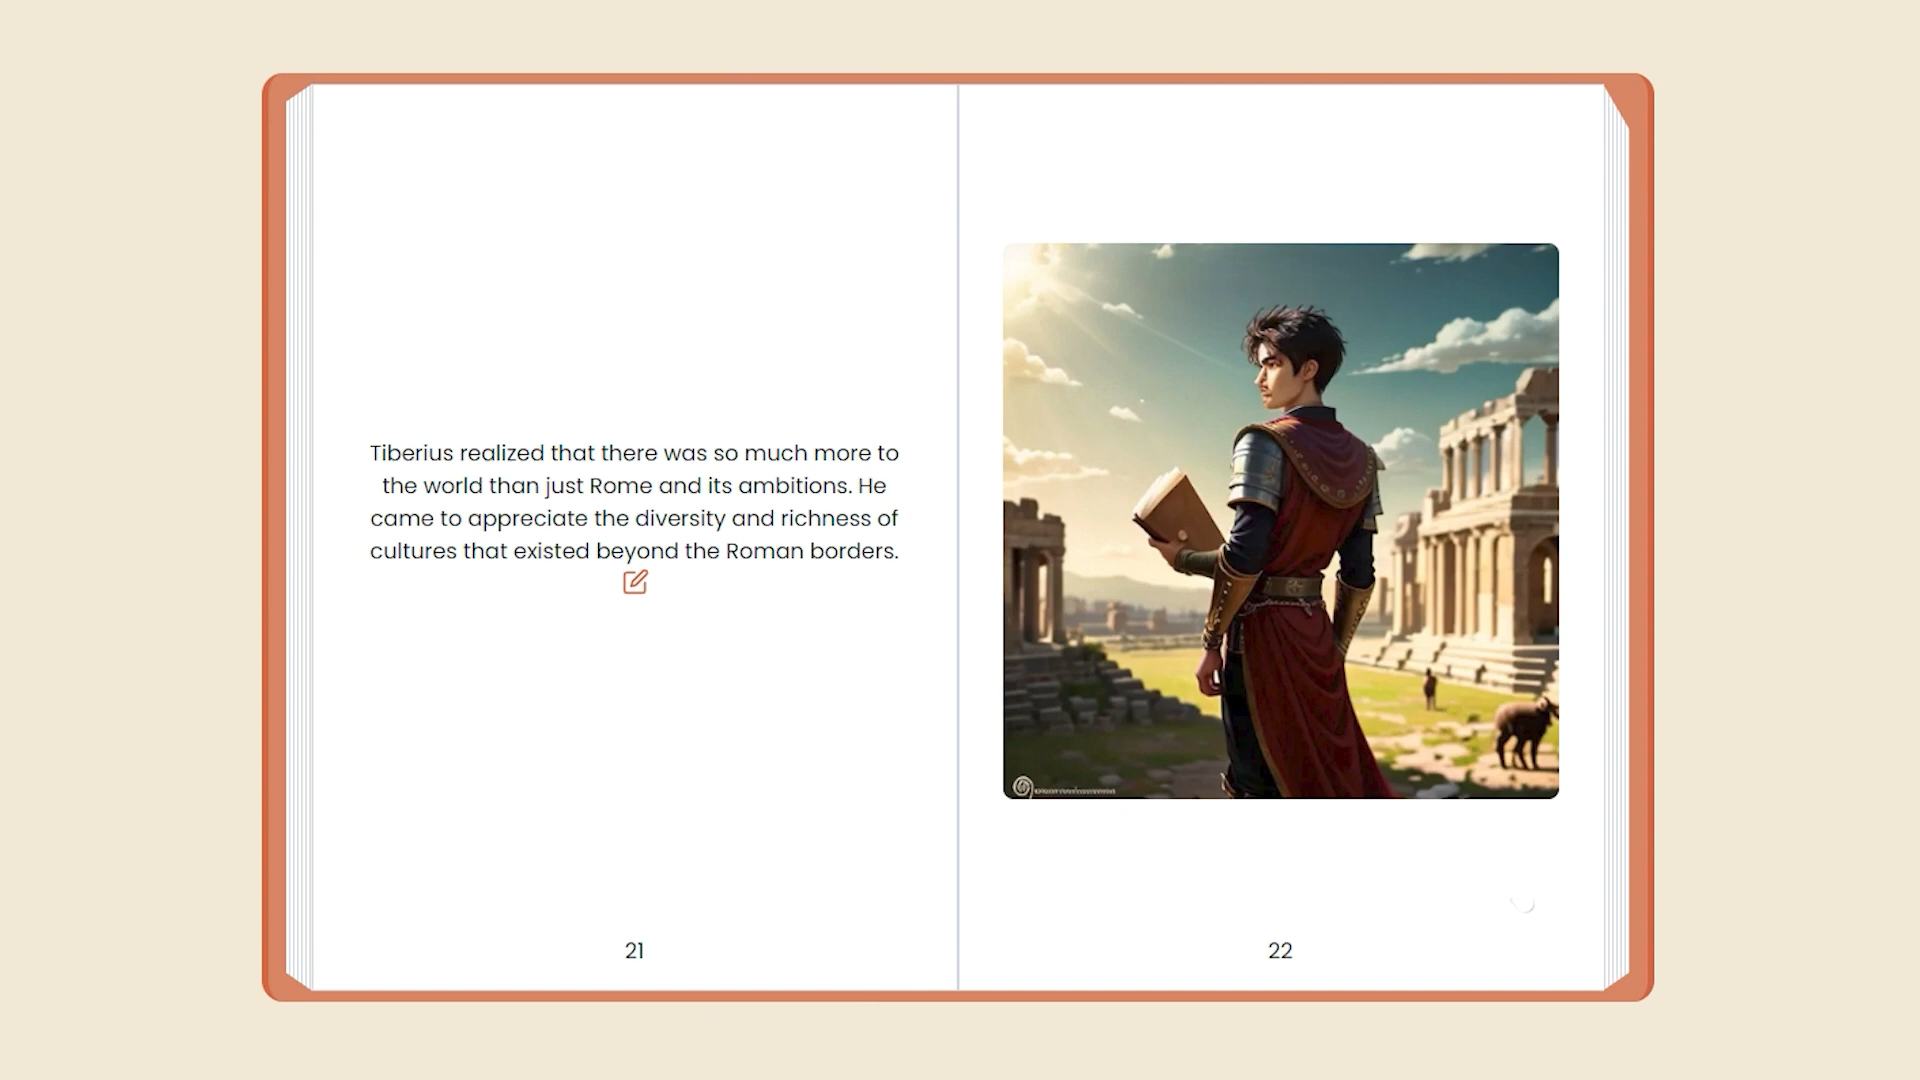 Tiberius realized that there was so much more to
the world than just Rome and its ambitions. He
came to appreciate the diversity and richness of
cultures that existed beyond the Roman borders.
21
22